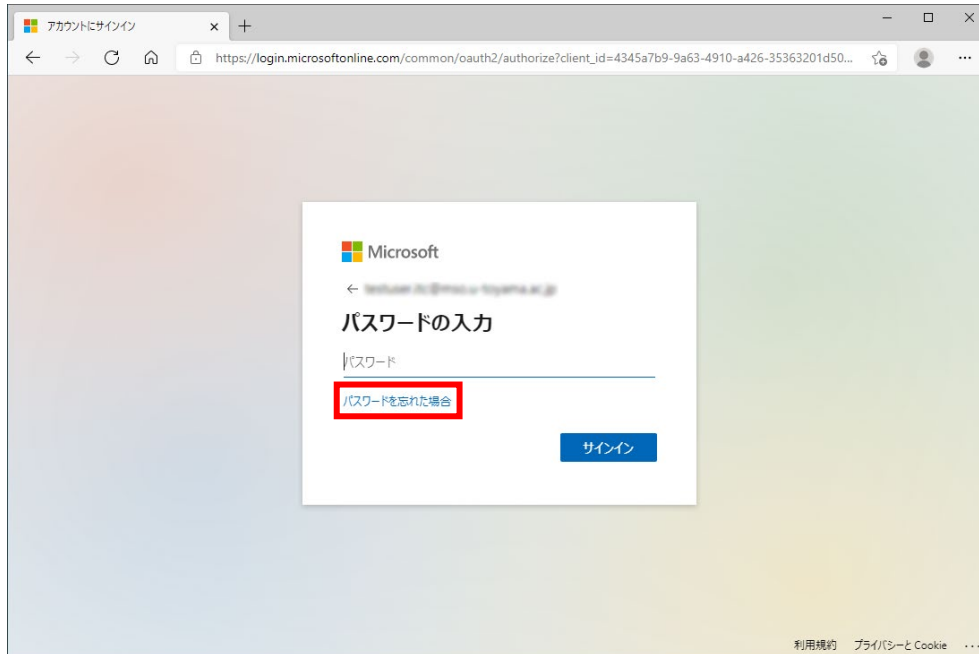 アカウントにサインイン
https://login.microsoftonline.com/common/oauth2/authorize?client_id=4345a7b9-9a63-4910-a426-35363201d50...
Microsoft
パスワードの入力
パスワード
パスワードを忘れた場合
サインイン
利用規約 プライバシーと Cookie ...